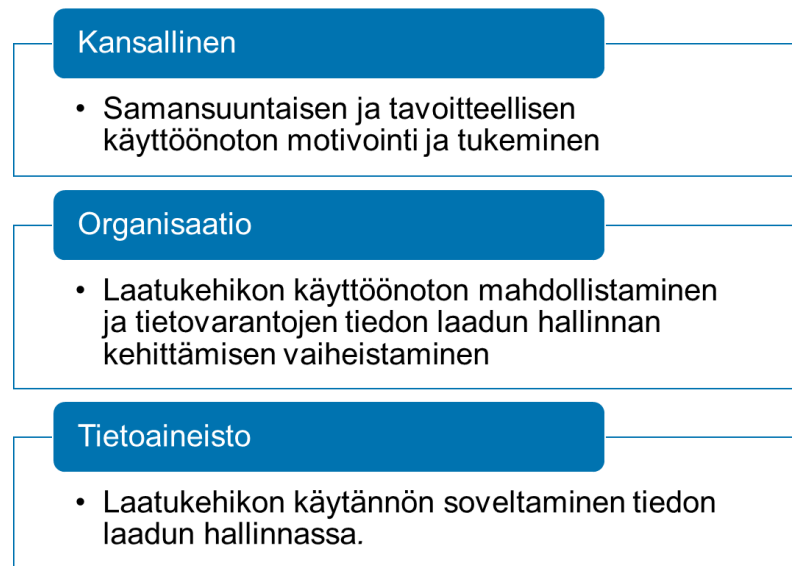 Kansallinen
• Samansuuntaisen ja tavoitteellisen
käyttöönoton motivointi ja tukeminen
Organisaatio
• Laatukehikon käyttöönoton mahdollistaminen
ja tietovarantojen tiedon laadun hallinnan
kehittämisen vaiheistaminen
Tietoaineisto
• Laatukehikon käytännön soveltaminen tiedon
laadun hallinnassa.